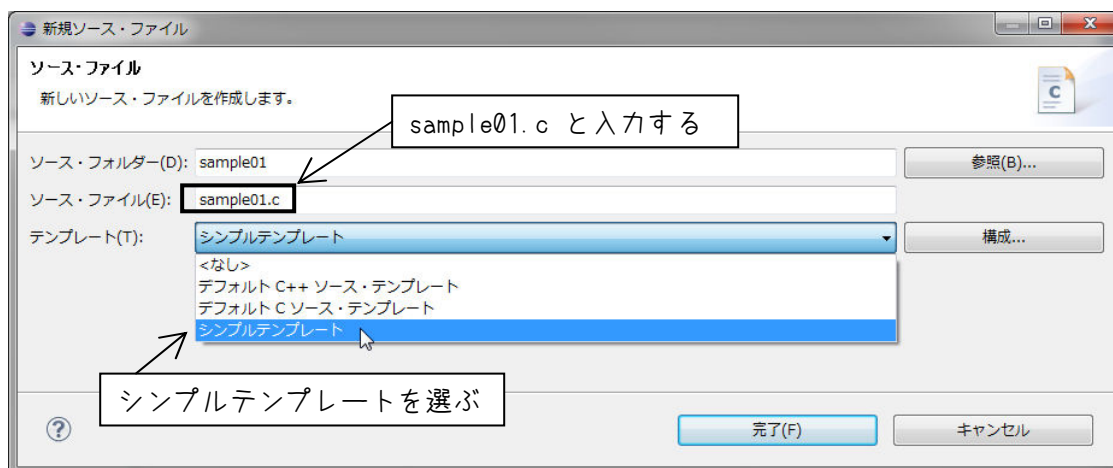 新規ソース・ファイル
ソース・ファイル
新しいソース・ファイルを作成します。
C
sample01.c と入力する
ソース・フォルダー(D): sample01 参照(B)...
ソース・ファイル(E): sample01.c
テンプレート(T): シンプルテンプレート 構成...
<なし>
デフォルト C++ ソース・テンプレート
デフォルト C ソース・テンプレート
シンプルテンプレート
シンプルテンプレートを選ぶ
? 完了(F) キャンセル